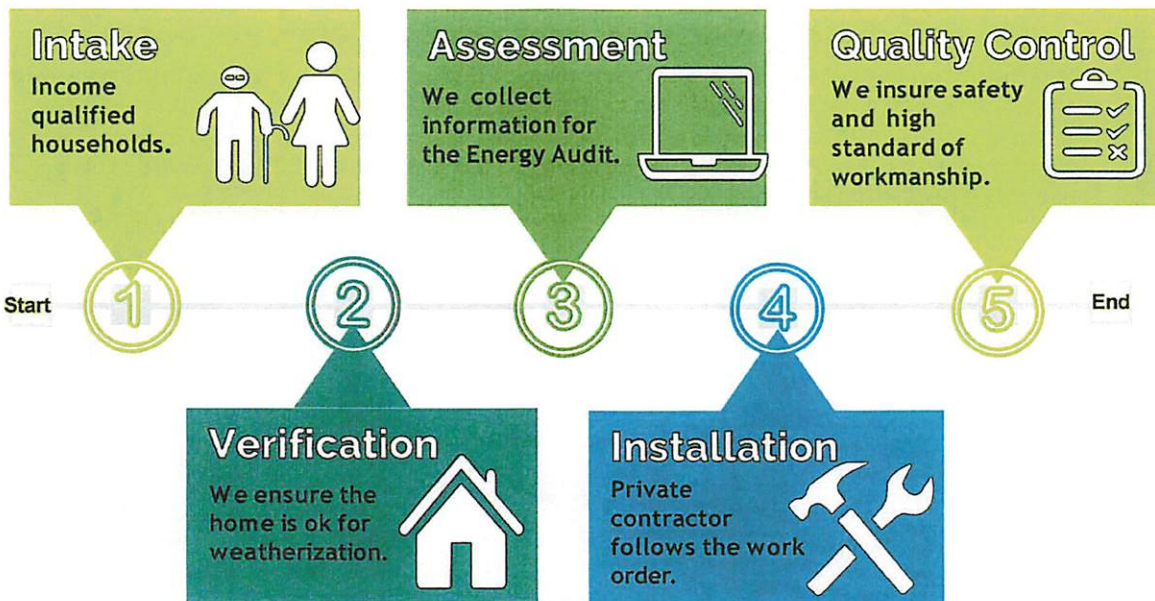 Intake
Income
qualified
households.
Assessment
We collect
information for
the Energy Audit.
Quality Control
We insure safety
and high
standard of
workmanship.
Start
1
2
3
4
5
End
Verification
We ensure the
home is ok for
weatherization.
Installation
Private
contractor
follows the work
order.